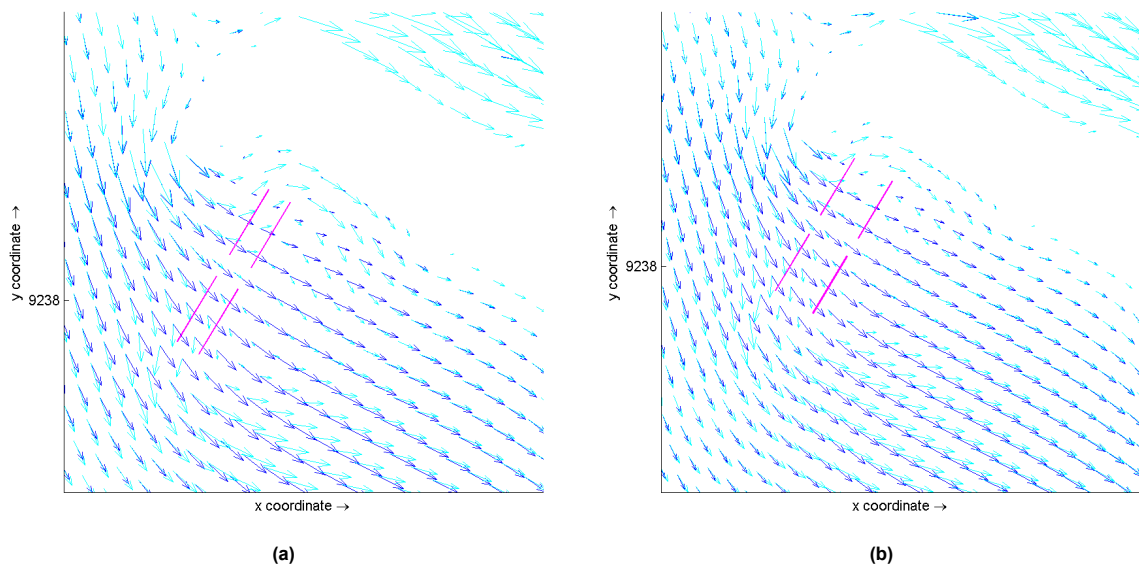 y coordinate →
9238
x coordinate →
(a)
y coordinate →
9238
x coordinate →
(b)